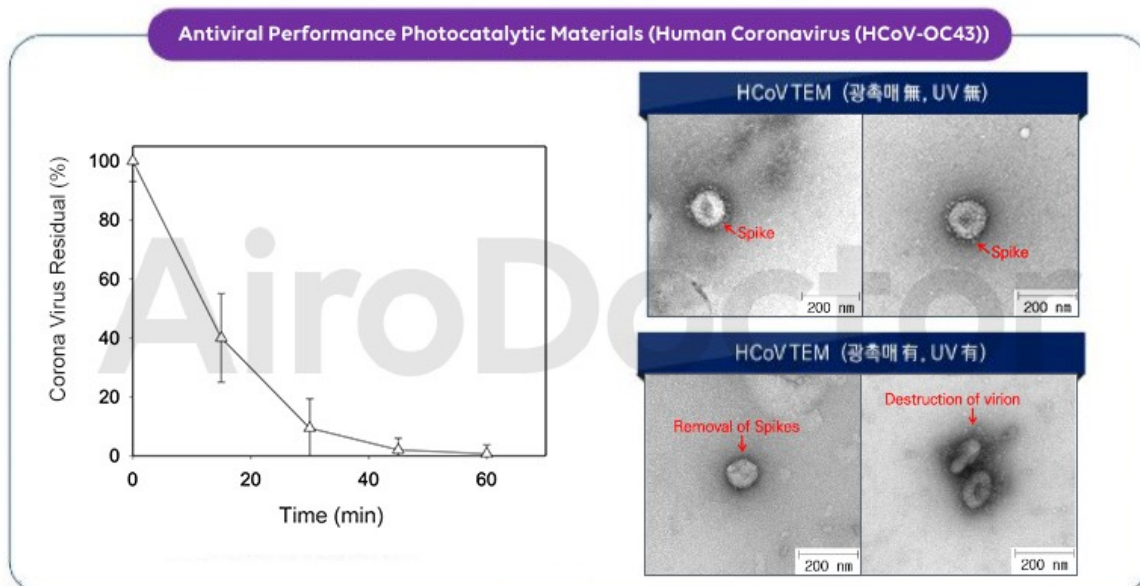 Antiviral Performance Photocatalytic Materials (Human Coronavirus (HCoV-OC43))
Corona Virus Residual (%)
100
80
60
40
20
0
0 20 40 60
Time (min)
AiroDoctor
HCoV TEM (광촉매 無, UV 無)
Spike
200 nm
Spike
200 nm
HCoV TEM (광촉매 有, UV 有)
Removal of Spikes
200 nm
Destruction of virion
200 nm